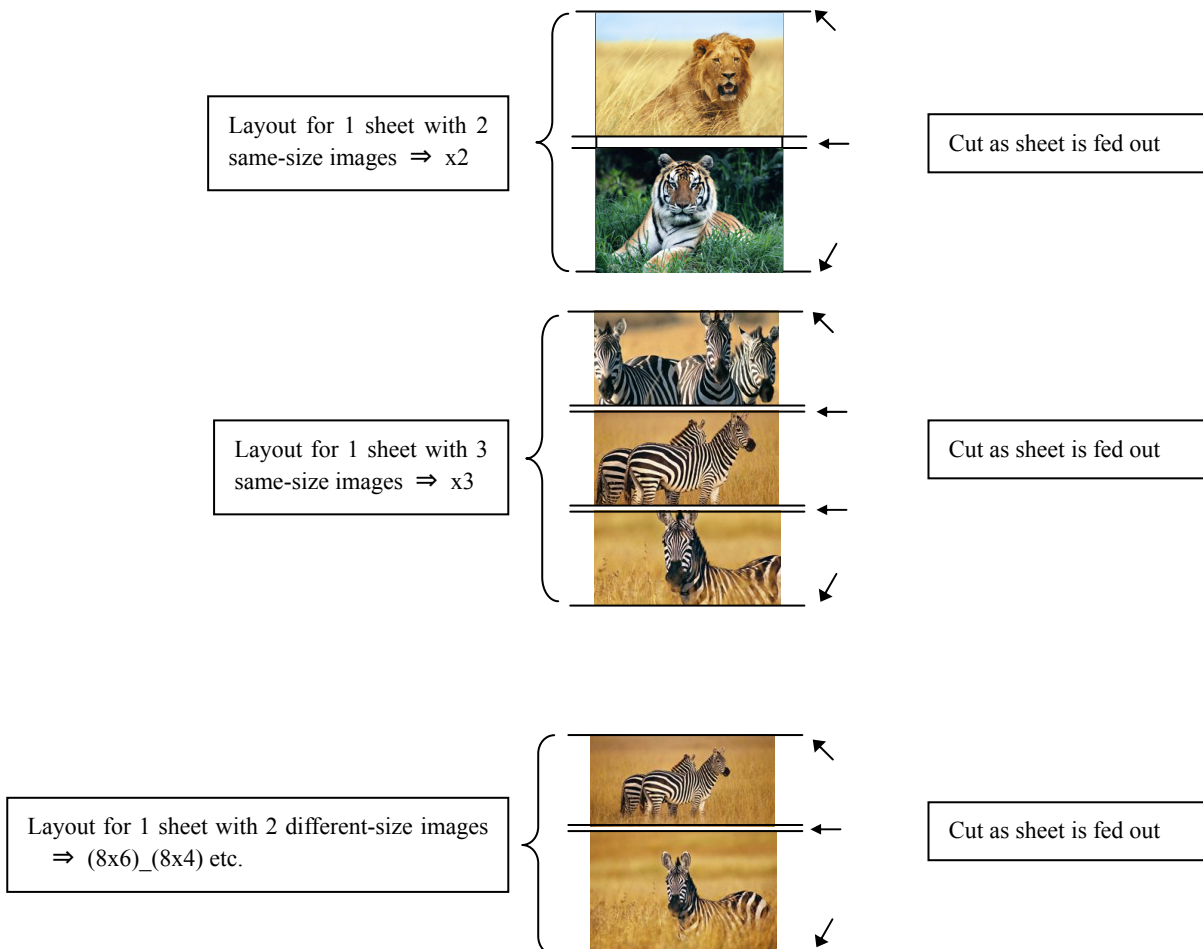 Layout for 1 sheet with 2
same-size images ⇒ x2
Cut as sheet is fed out
Layout for 1 sheet with 3
same-size images ⇒ x3
Cut as sheet is fed out
Layout for 1 sheet with 2 different-size images
⇒ (8x6)_(8x4) etc.
Cut as sheet is fed out